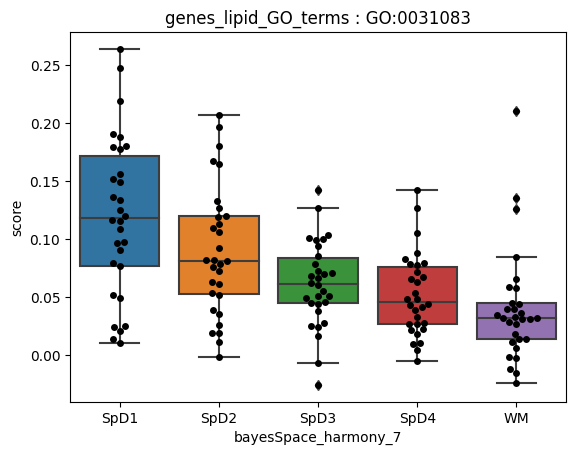 genes_lipid_GO_terms : GO:0031083
score
0.25
0.20
0.15
0.10
0.05
0.00
SpD1 SpD2 SpD3 SpD4 WM
bayesSpace_harmony_7